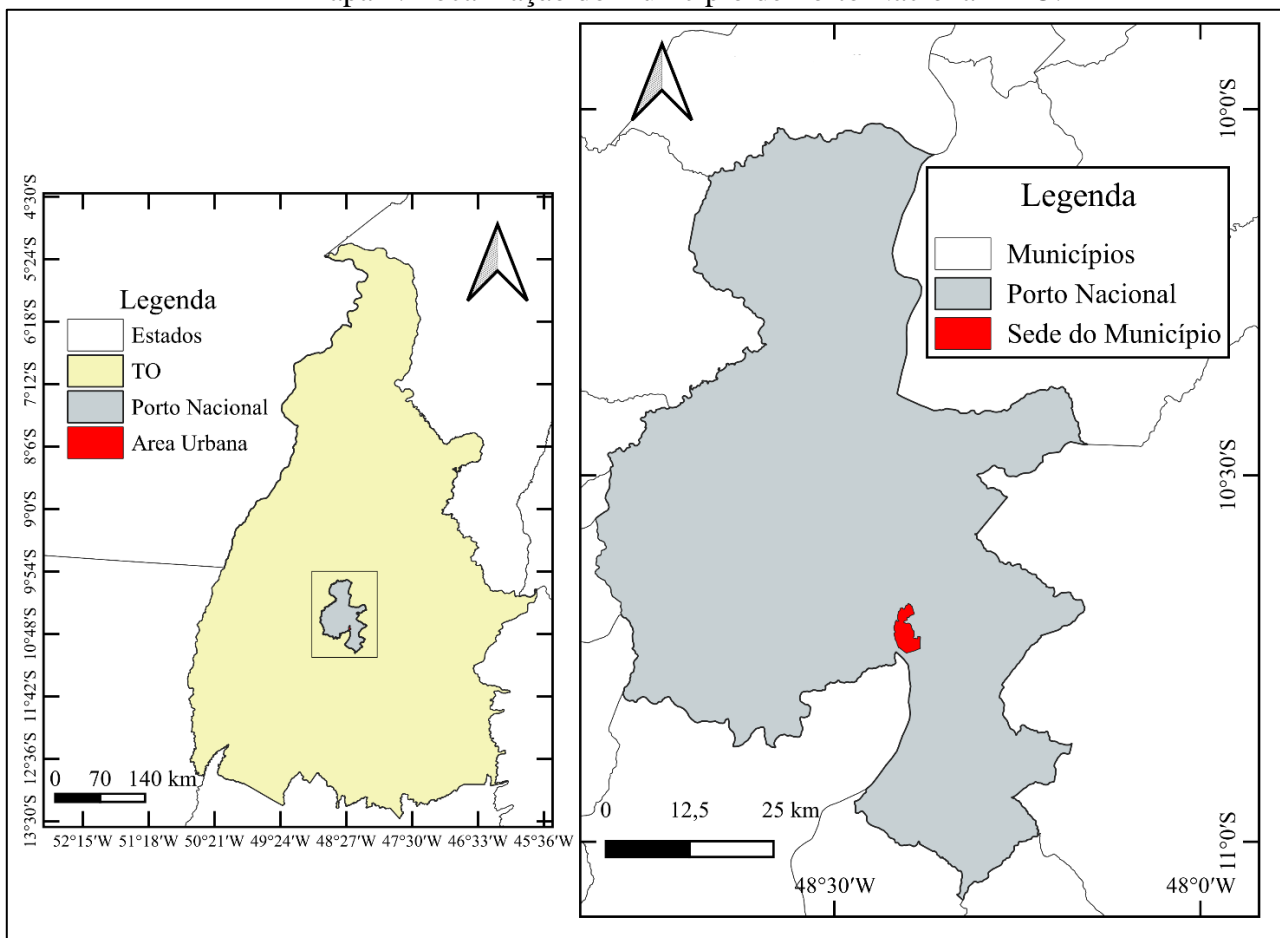 4°30'S
5°24'S
6°18'S
7°12'S
8°6'S
9°0'S
9°54'S
10°48'S
11°42'S
12°36'S
13°30'S
Legenda
Estados
TO
Porto Nacional
Area Urbana
0 70 140 km
52°15'W 51°18'W 50°21'W 49°24'W 48°27'W 47°30'W 46°33'W 45°36'W
Legenda
Municípios
Porto Nacional
Sede do Município
10°0'S
10°30'S
11°0'S
0 12,5 25 km
48°30'W 48°0'W